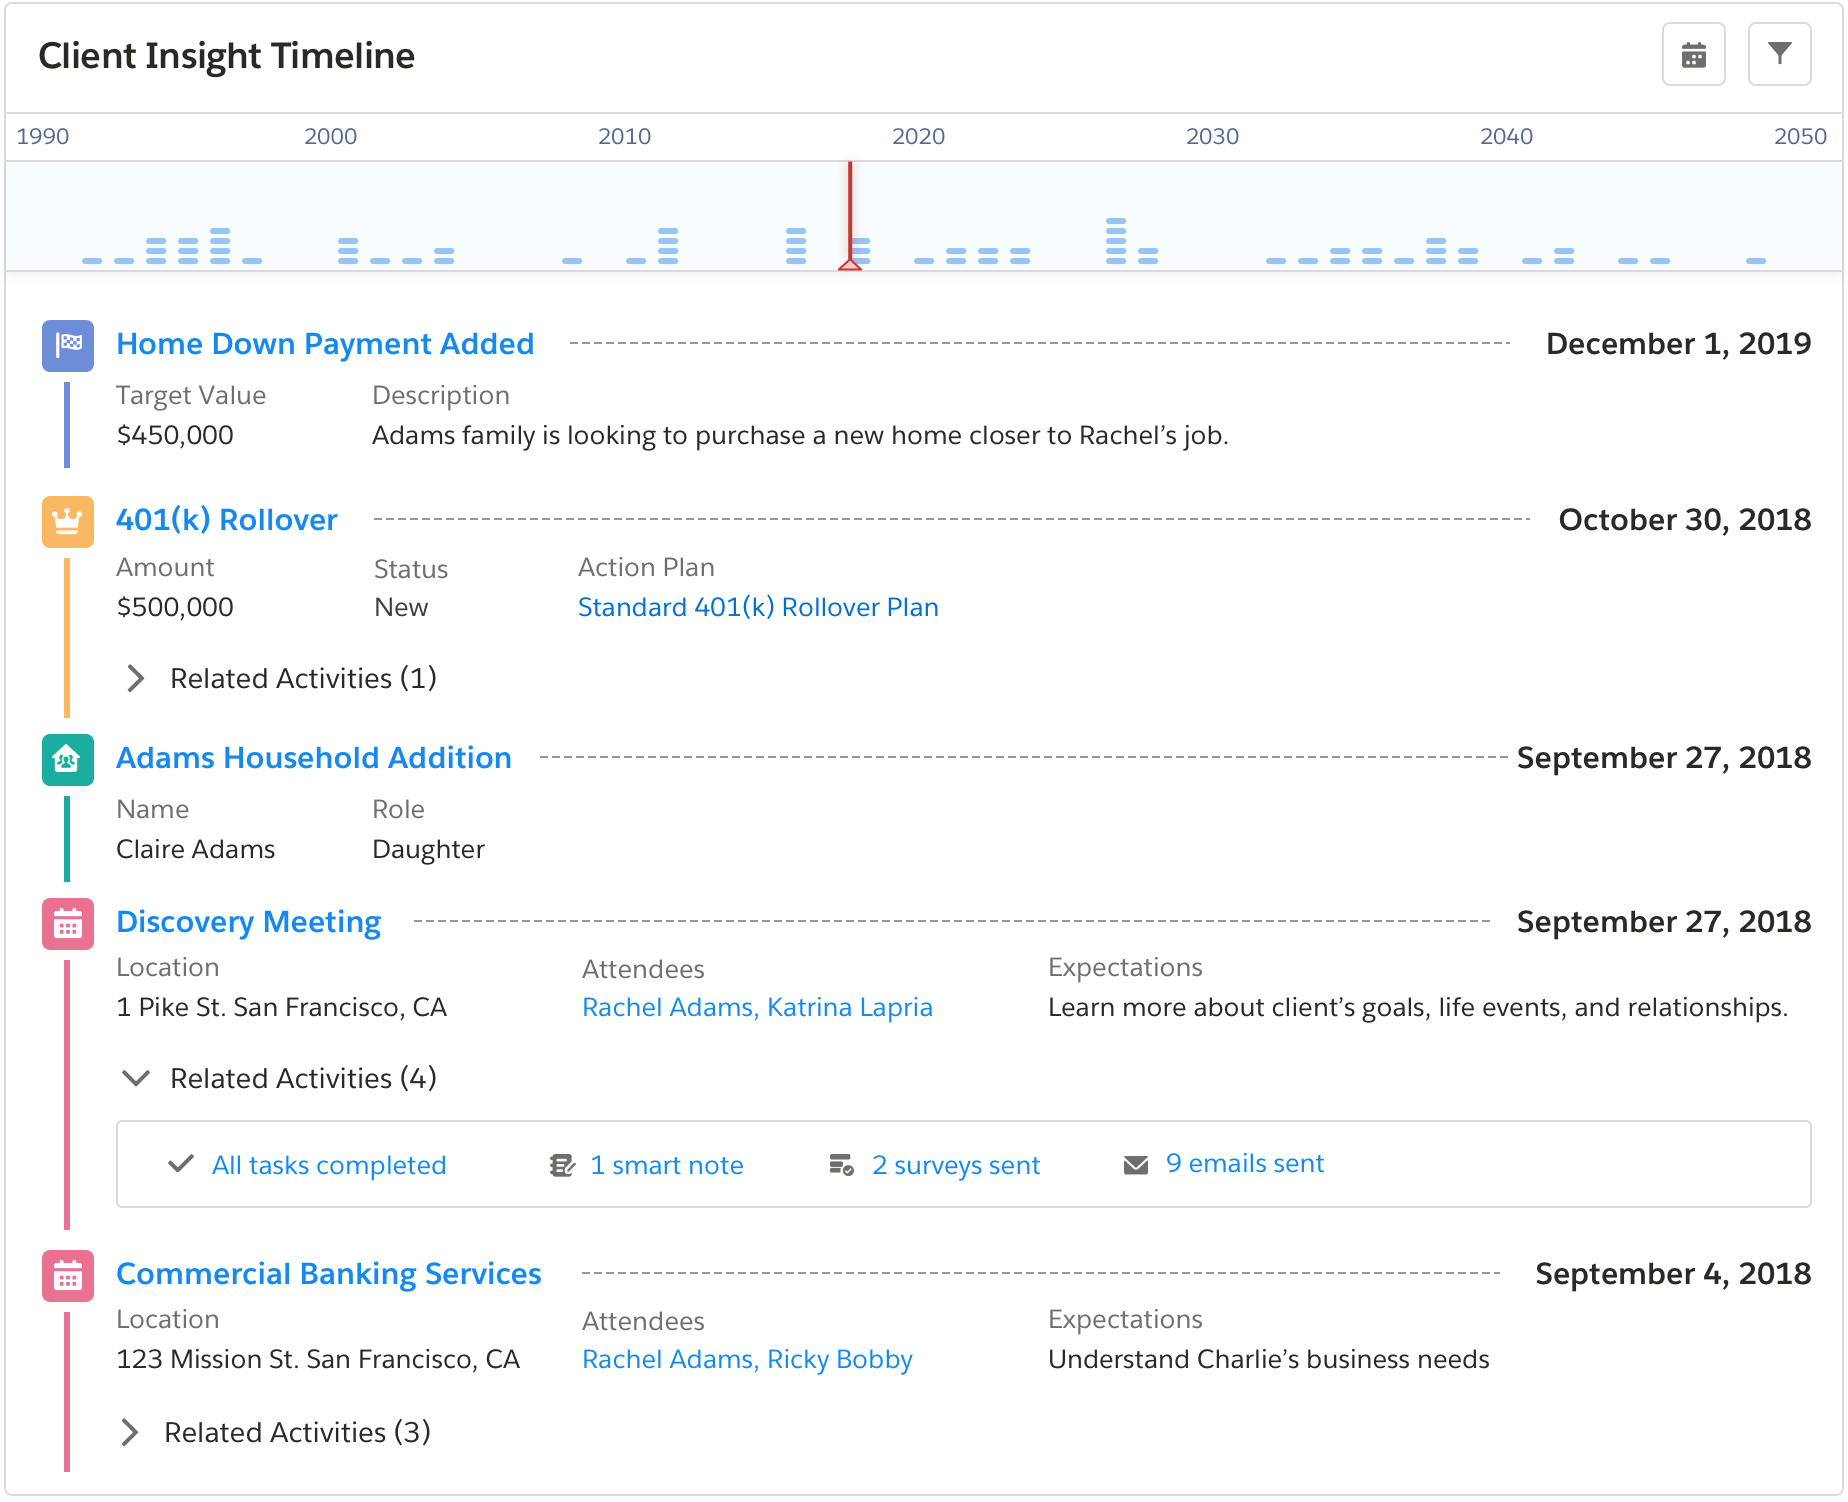 Client Insight Timeline
1990 2000 2010 2020 2030 2040 2050
Home Down Payment Added December 1, 2019
Target Value Description
$450,000 Adams family is looking to purchase a new home closer to Rachel’s job.
401(k) Rollover October 30, 2018
Amount Status Action Plan
$500,000 New Standard 401(k) Rollover Plan
Related Activities (1)
Adams Household Addition September 27, 2018
Name Role
Claire Adams Daughter
Discovery Meeting September 27, 2018
Location Attendees Expectations
1 Pike St. San Francisco, CA Rachel Adams, Katrina Lapria Learn more about client’s goals, life events, and relationships.
Related Activities (4)
All tasks completed 1 smart note 2 surveys sent 9 emails sent
Commercial Banking Services September 4, 2018
Location Attendees Expectations
123 Mission St. San Francisco, CA Rachel Adams, Ricky Bobby Understand Charlie’s business needs
Related Activities (3)